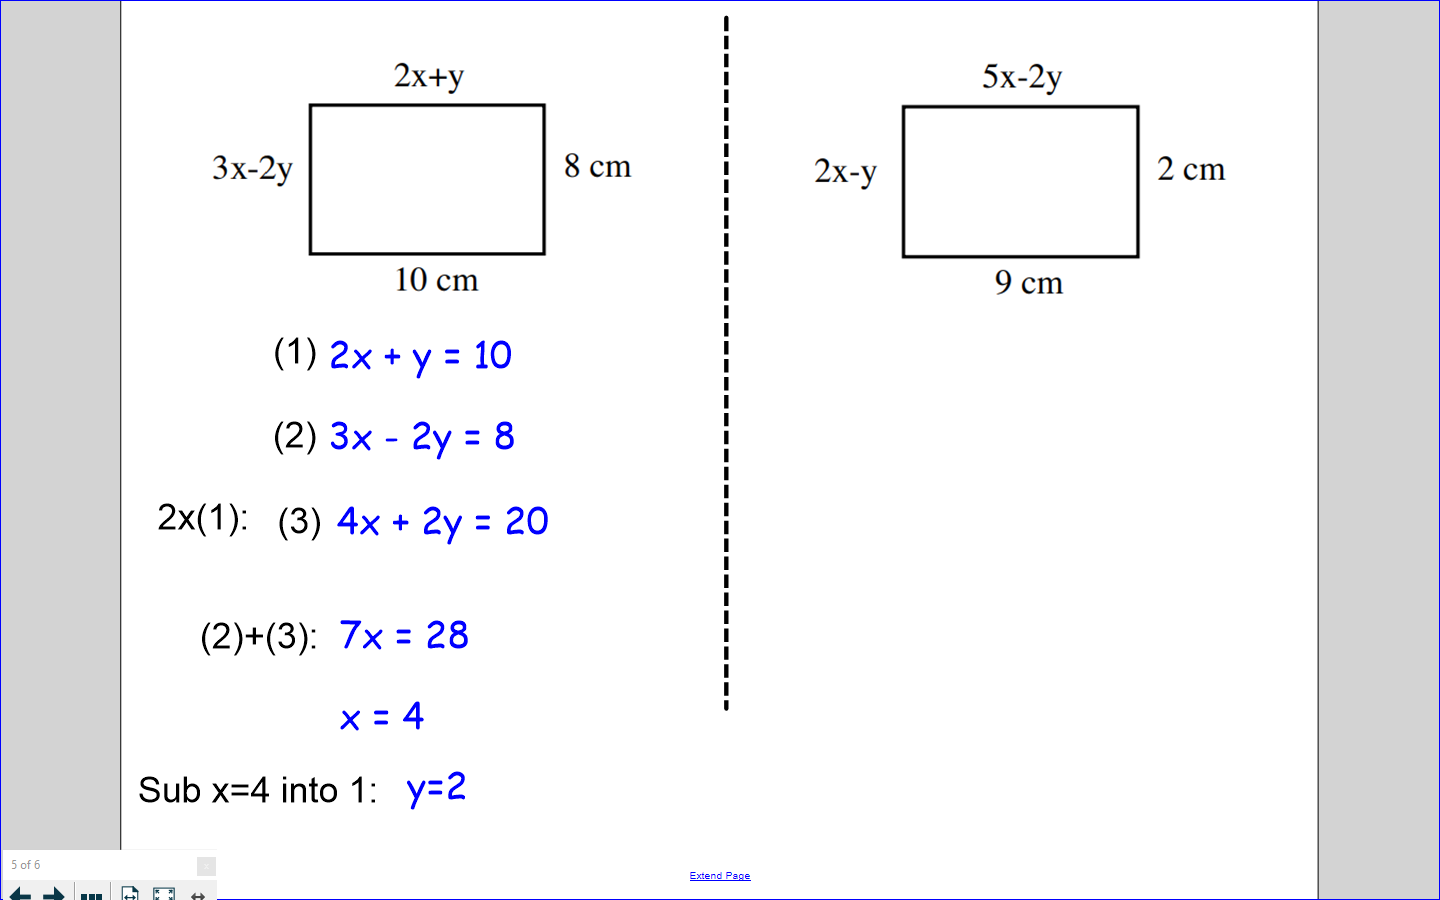 2x+y
3x-2y
8 cm
10 cm
(1) 2x + y = 10
(2) 3x - 2y = 8
2x(1): (3) 4x + 2y = 20
(2)+(3): 7x = 28
x = 4
Sub x=4 into 1: y=2
5x-2y
2x-y
2 cm
9 cm
5 of 6
x
Extend Page